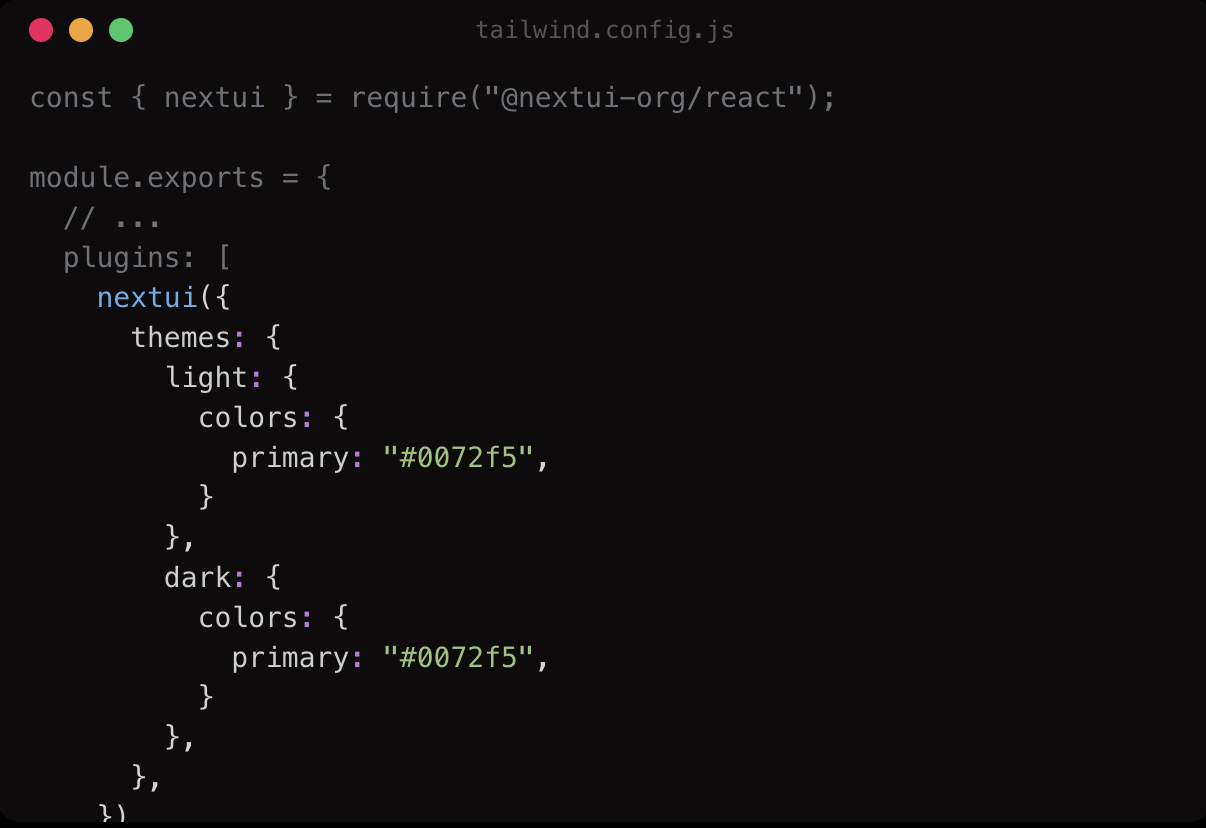 tailwind.config.js
const { nextui } = require("@nextui-org/react");
module.exports = {
  // ...
  plugins: [
    nextui({
      themes: {
        light: {
          colors: {
            primary: "#0072f5",
          }
        },
        dark: {
          colors: {
            primary: "#0072f5",
          }
        },
      },
    })